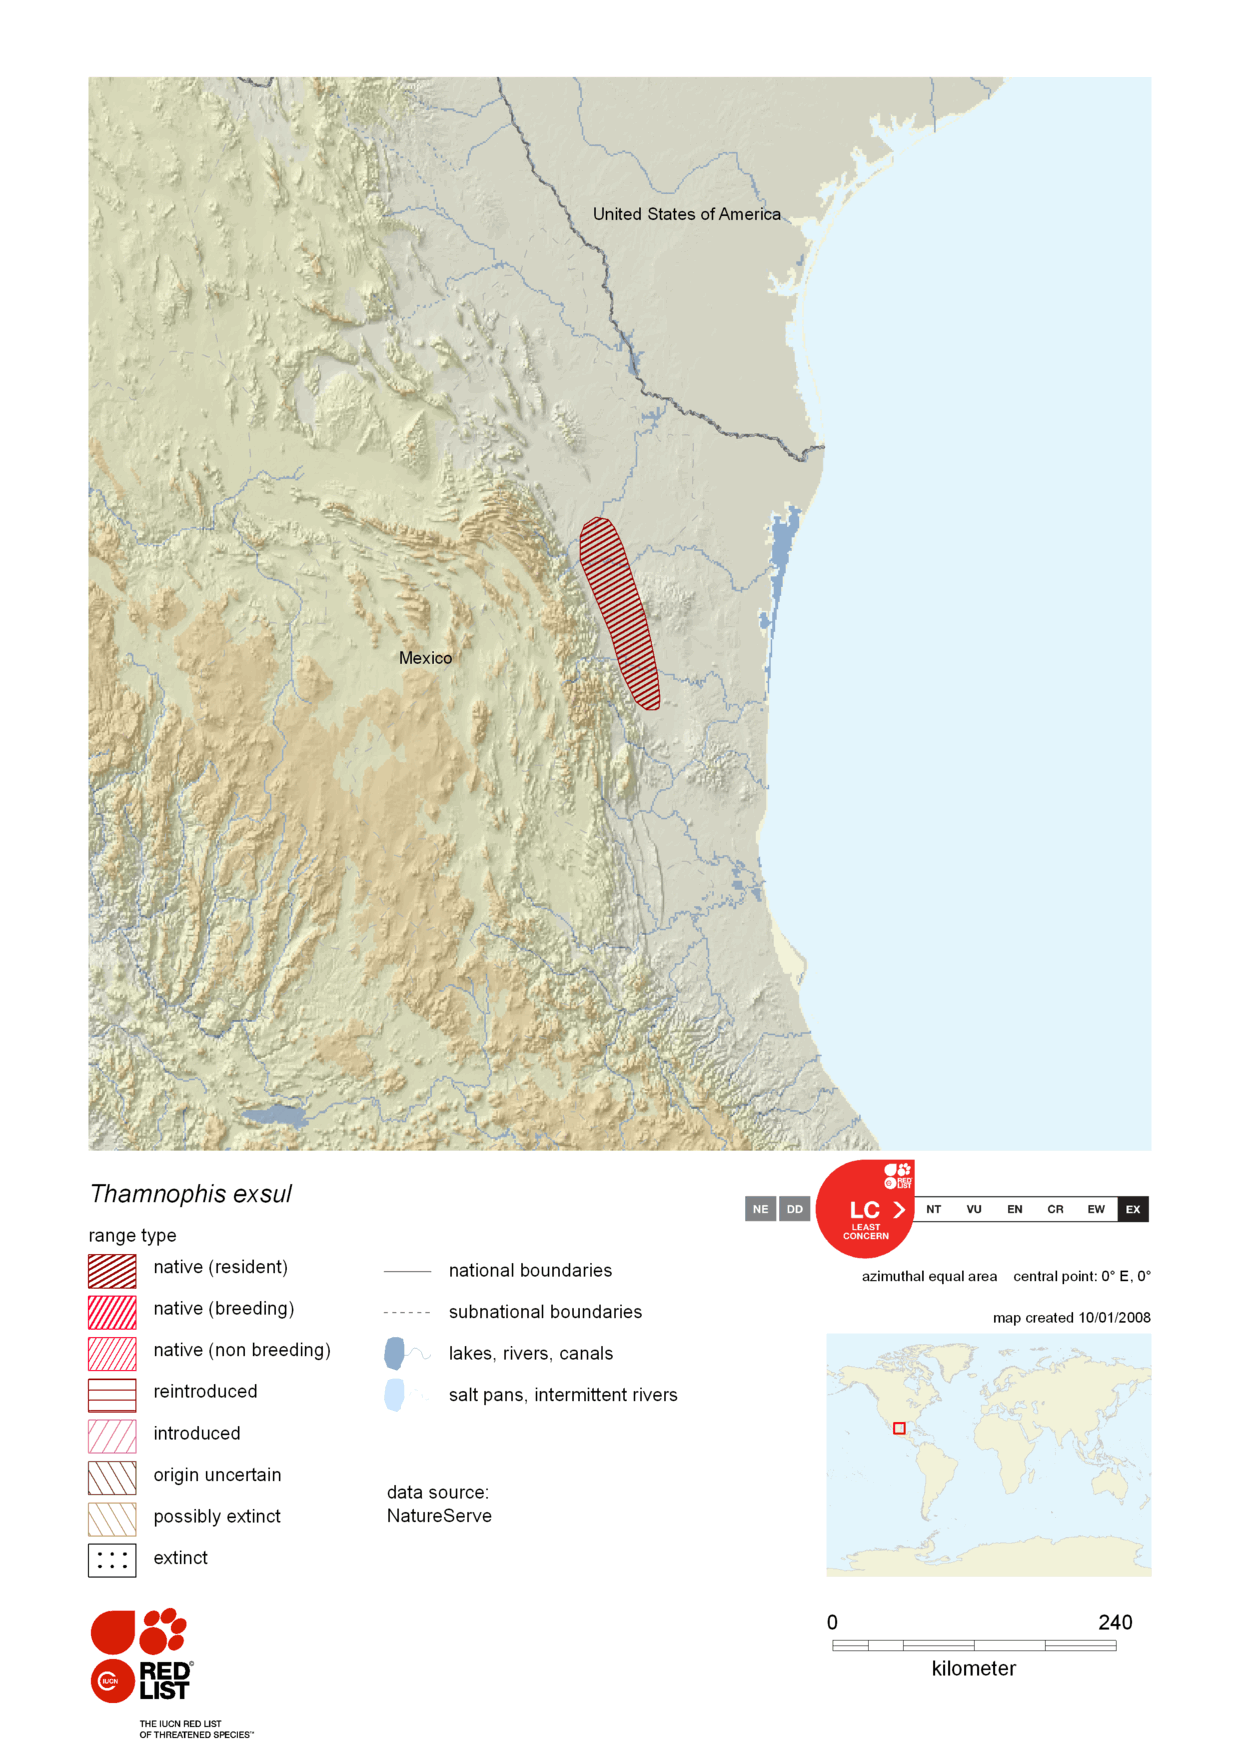 United States of America
Mexico
Thamnophis exsul
range type
native (resident)
native (breeding)
native (non breeding)
reintroduced
introduced
origin uncertain
possibly extinct
extinct
national boundaries
subnational boundaries
lakes, rivers, canals
salt pans, intermittent rivers
data source:
NatureServe
RED
LIST
NE DD LC NT VU EN CR EW EX
LEAST
CONCERN
azimuthal equal area central point: 0° E, 0°
map created 10/01/2008
0 240
kilometer
IUCN
RED©
LIST
THE IUCN RED LIST
OF THREATENED SPECIES™